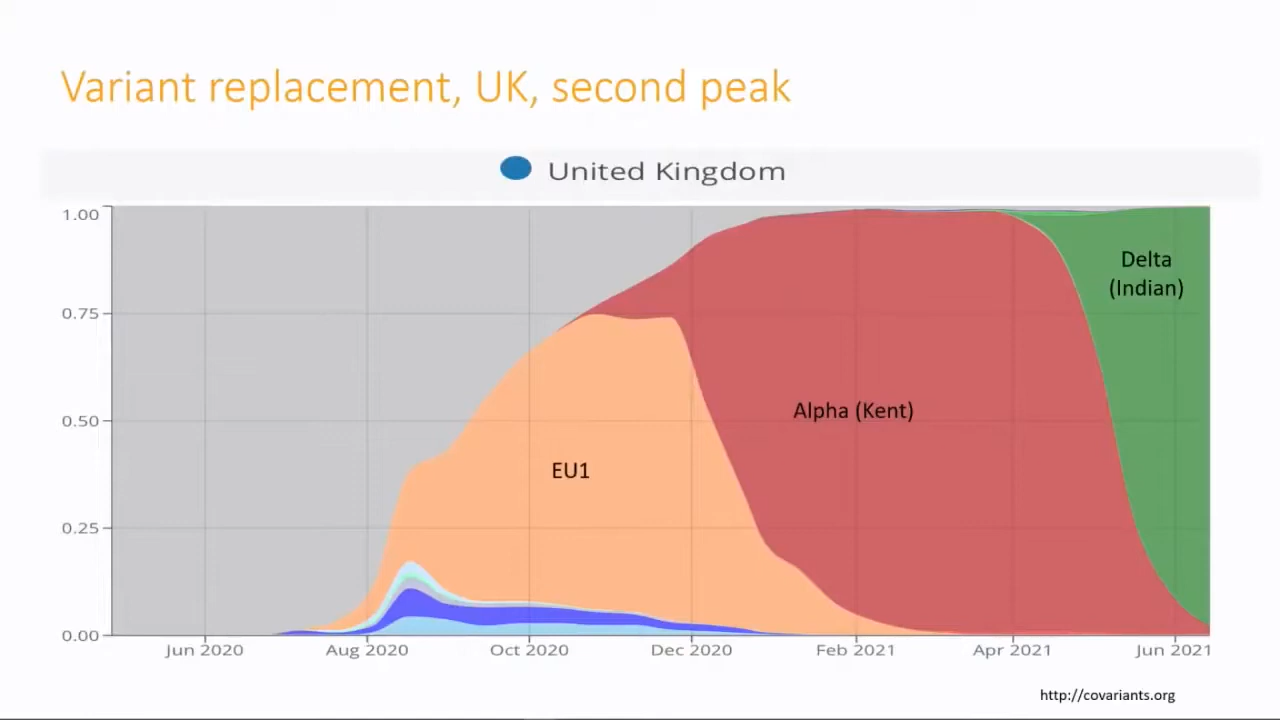 Variant replacement, UK, second peak
United Kingdom
1.00
0.75
0.50
0.25
0.00
Delta
(Indian)
Alpha (Kent)
EU1
Jun 2020
Aug 2020
Oct 2020
Dec 2020
Feb 2021
Apr 2021
Jun 2021
http://covariants.org